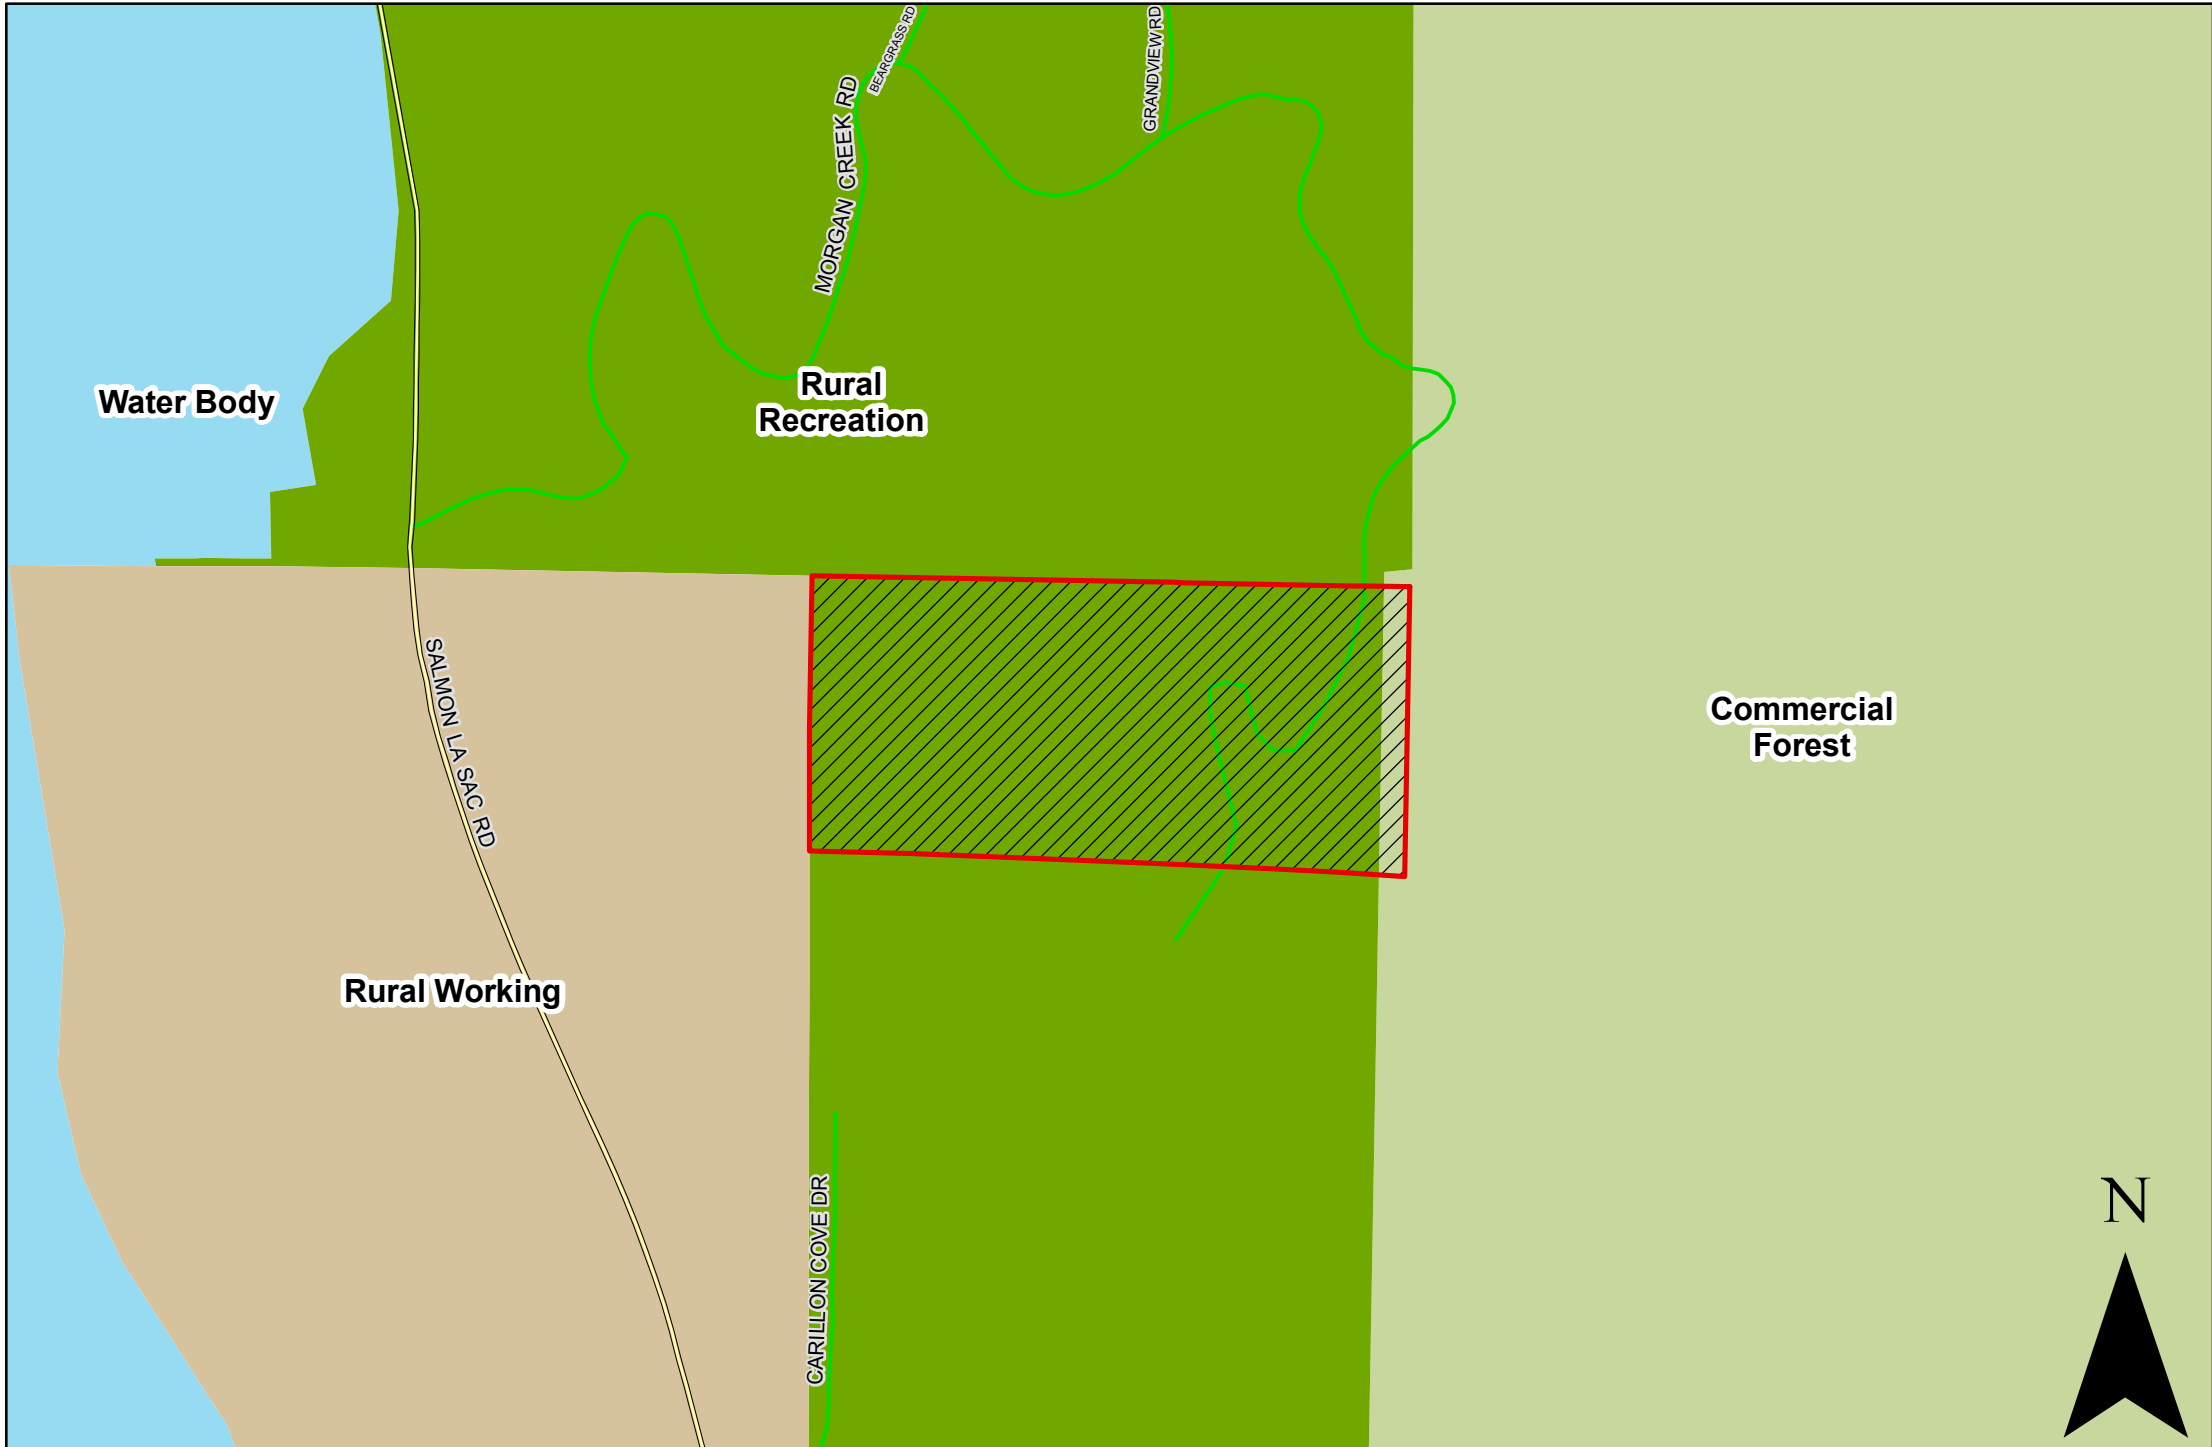 BEARGRASS RD
GRANDVIEW RD
MORGAN CREEK RD
Water Body
Rural
Recreation
SALMON LA SAC RD
Commercial
Forest
Rural Working
CARILLON COVE DR
N